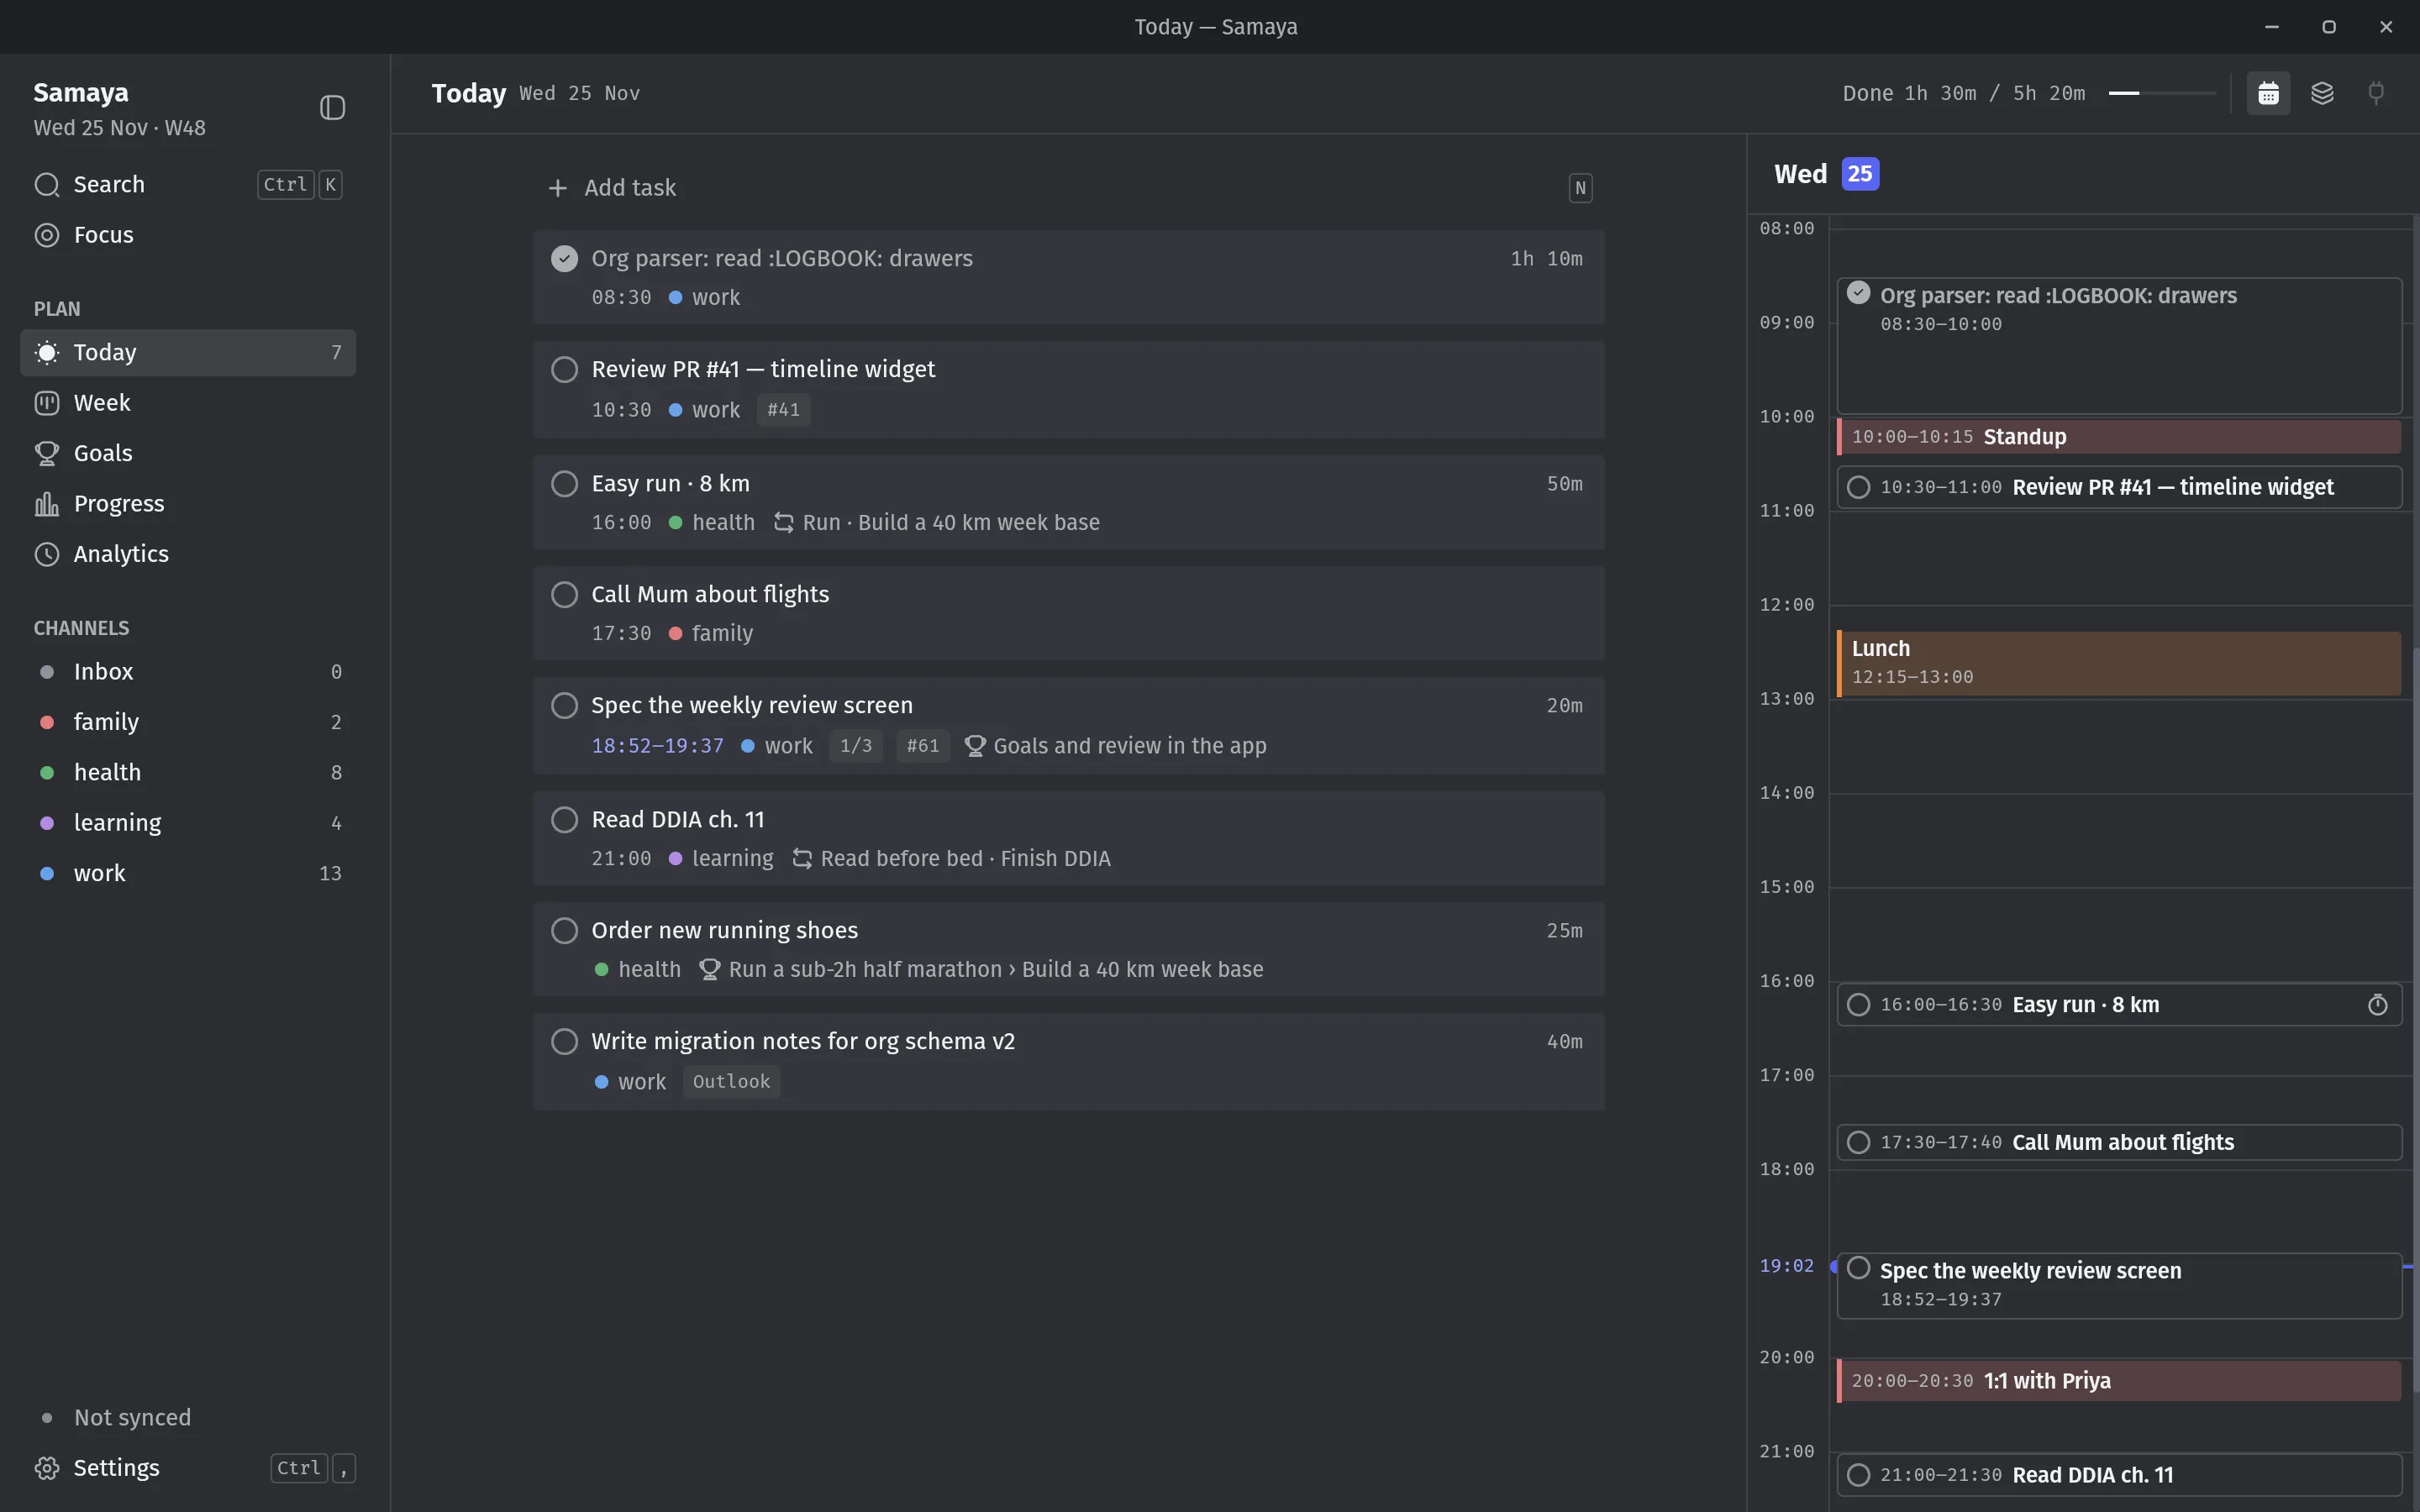 Today — Samaya
Samaya
Wed 25 Nov · W48
Search Ctrl K
Focus
PLAN
Today 7
Week
Goals
Progress
Analytics
CHANNELS
Inbox 0
family 2
health 8
learning 4
work 13
Not synced
Settings Ctrl ,
Today Wed 25 Nov
Done 1h 30m / 5h 20m
Add task N
Org parser: read :LOGBOOK: drawers 1h 10m
08:30 work
Review PR #41 — timeline widget
10:30 work #41
Easy run · 8 km 50m
16:00 health Run · Build a 40 km week base
Call Mum about flights
17:30 family
Spec the weekly review screen 20m
18:52–19:37 work 1/3 #61 Goals and review in the app
Read DDIA ch. 11
21:00 learning Read before bed · Finish DDIA
Order new running shoes 25m
health Run a sub-2h half marathon › Build a 40 km week base
Write migration notes for org schema v2 40m
work Outlook
Wed 25
08:00
Org parser: read :LOGBOOK: drawers
09:00 08:30–10:00
10:00
10:00–10:15 Standup
10:30–11:00 Review PR #41 — timeline widget
11:00
12:00
Lunch
12:15–13:00
13:00
14:00
15:00
16:00
16:00–16:30 Easy run · 8 km
17:00
17:30–17:40 Call Mum about flights
18:00
19:02 Spec the weekly review screen
18:52–19:37
20:00
20:00–20:30 1:1 with Priya
21:00
21:00–21:30 Read DDIA ch. 11